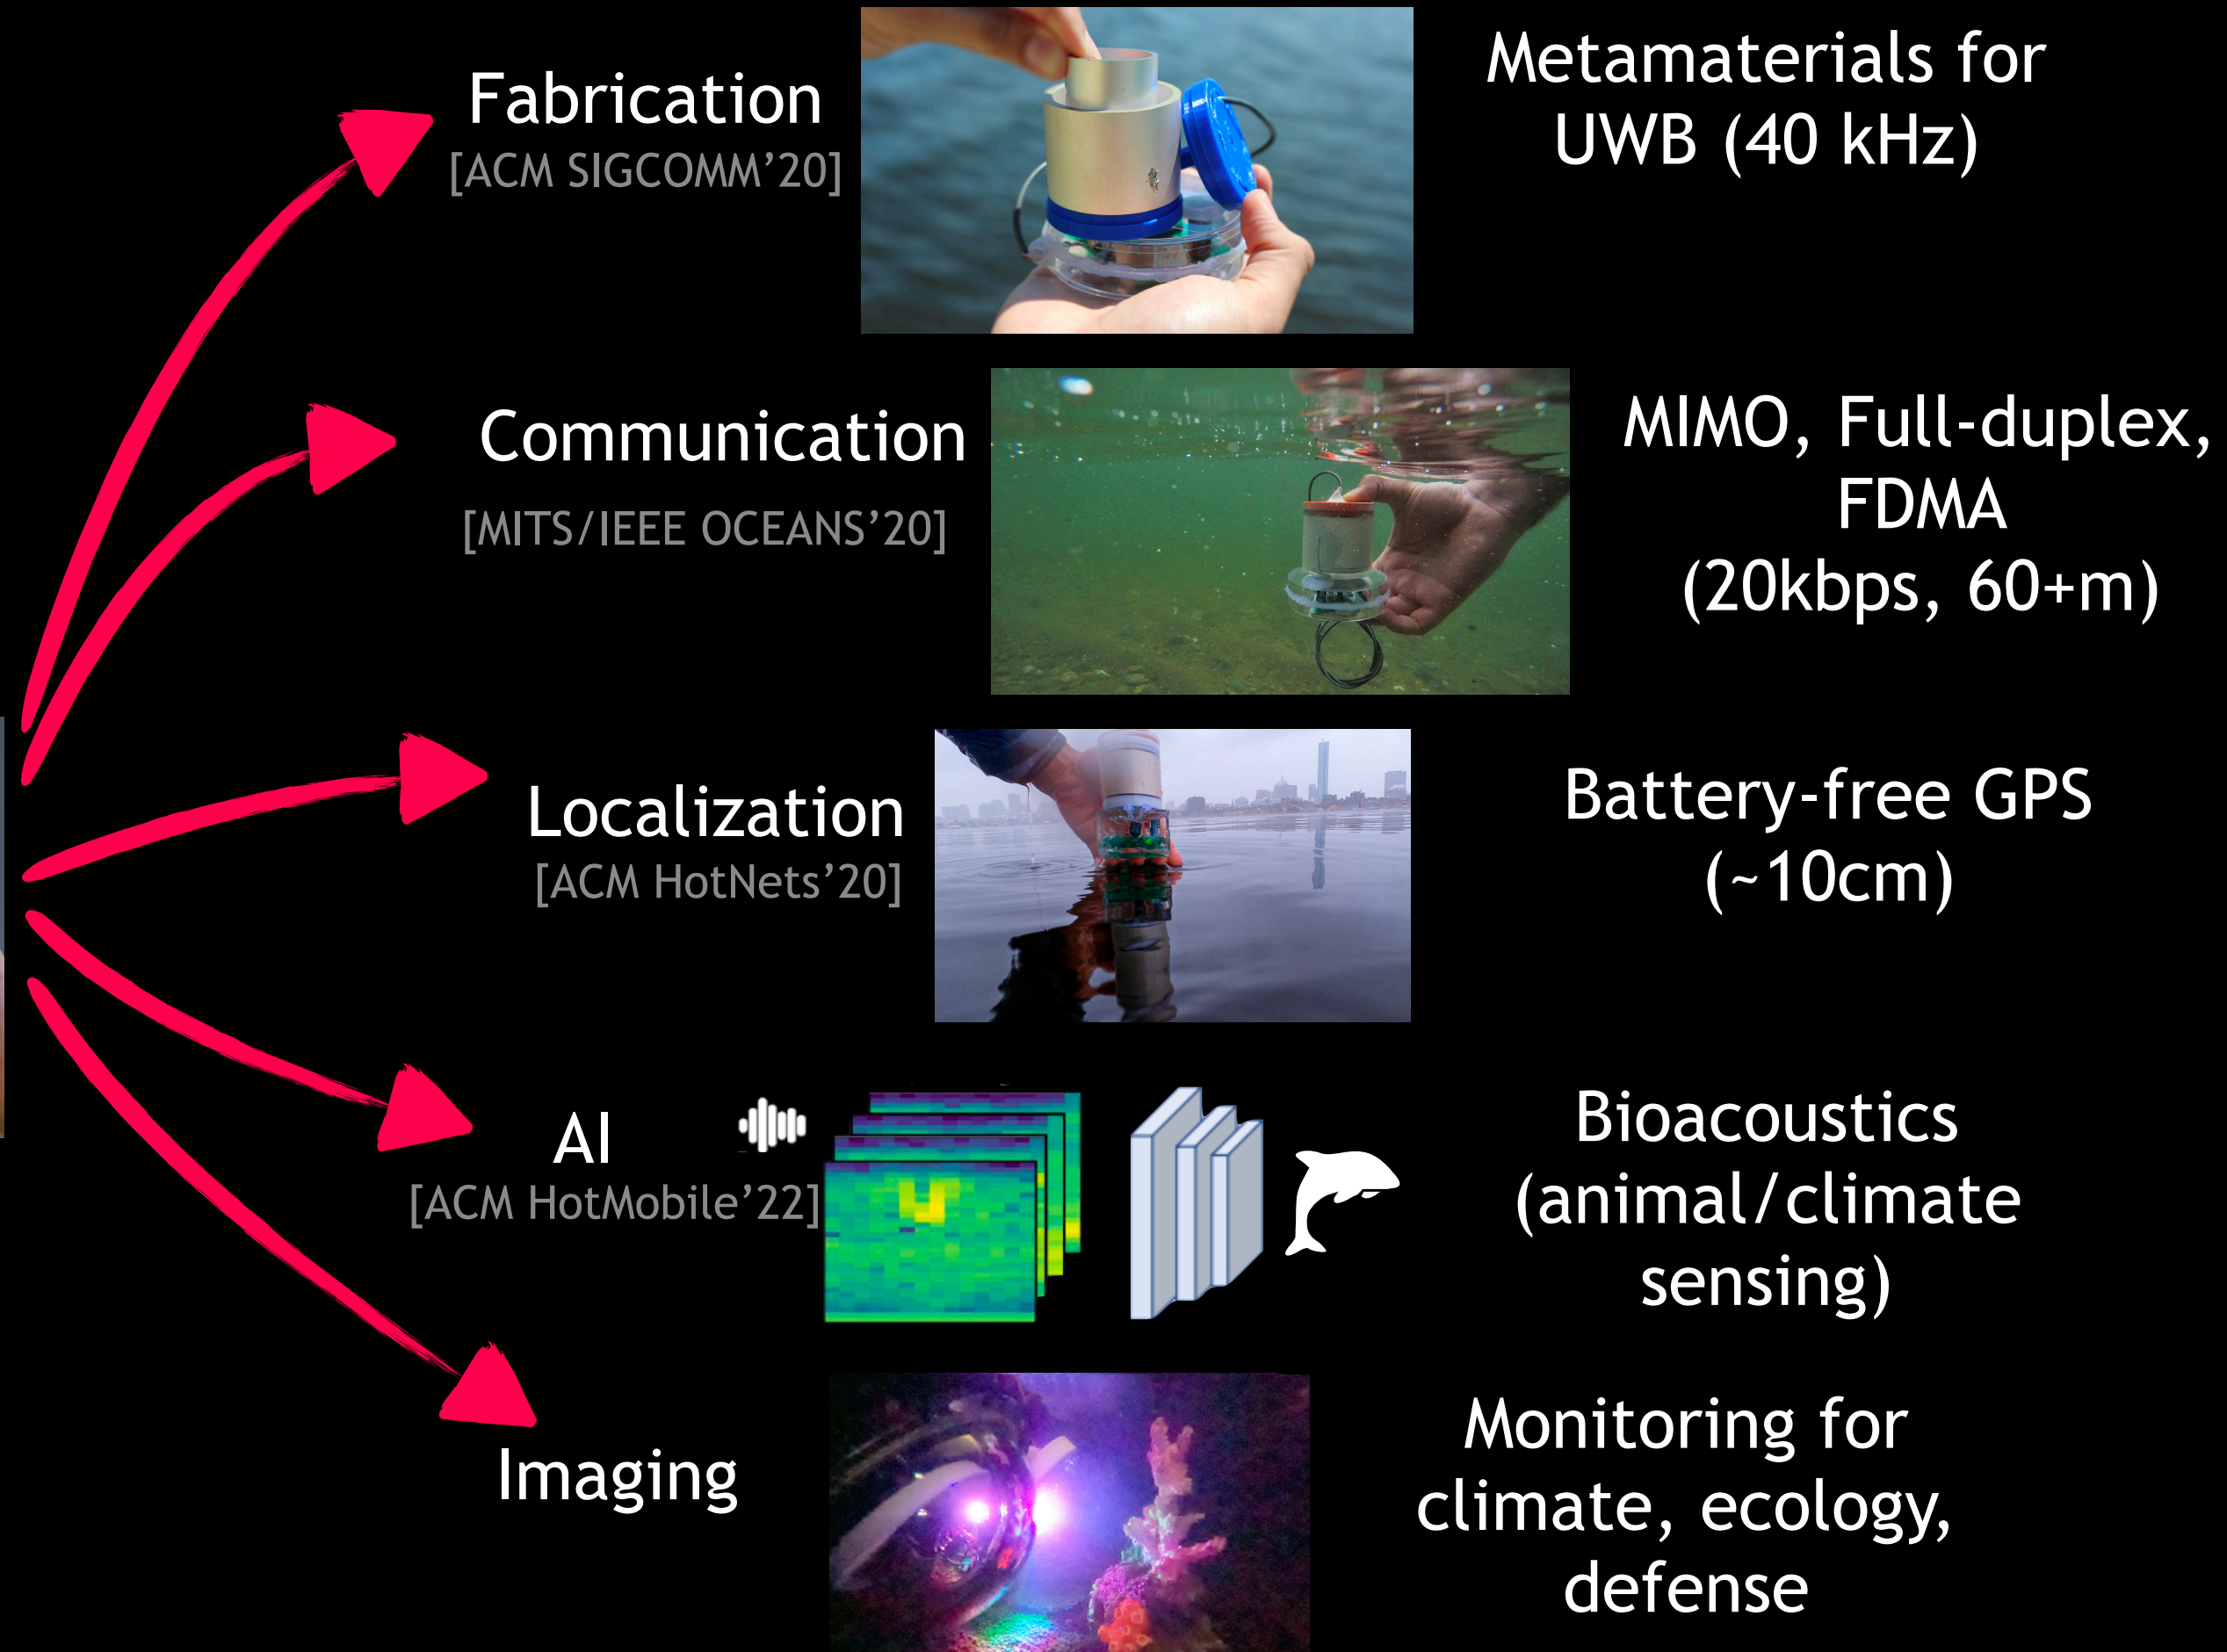 Fabrication
[ACM SIGCOMM’20]
Metamaterials for
UWB (40 kHz)
Communication
[MITS/IEEE OCEANS’20]
MIMO, Full-duplex,
FDMA
(20kbps, 60+m)
Localization
[ACM HotNets’20]
Battery-free GPS
(~10cm)
AI
[ACM HotMobile’22]
Bioacoustics
(animal/climate
sensing)
Imaging
Monitoring for
climate, ecology,
defense